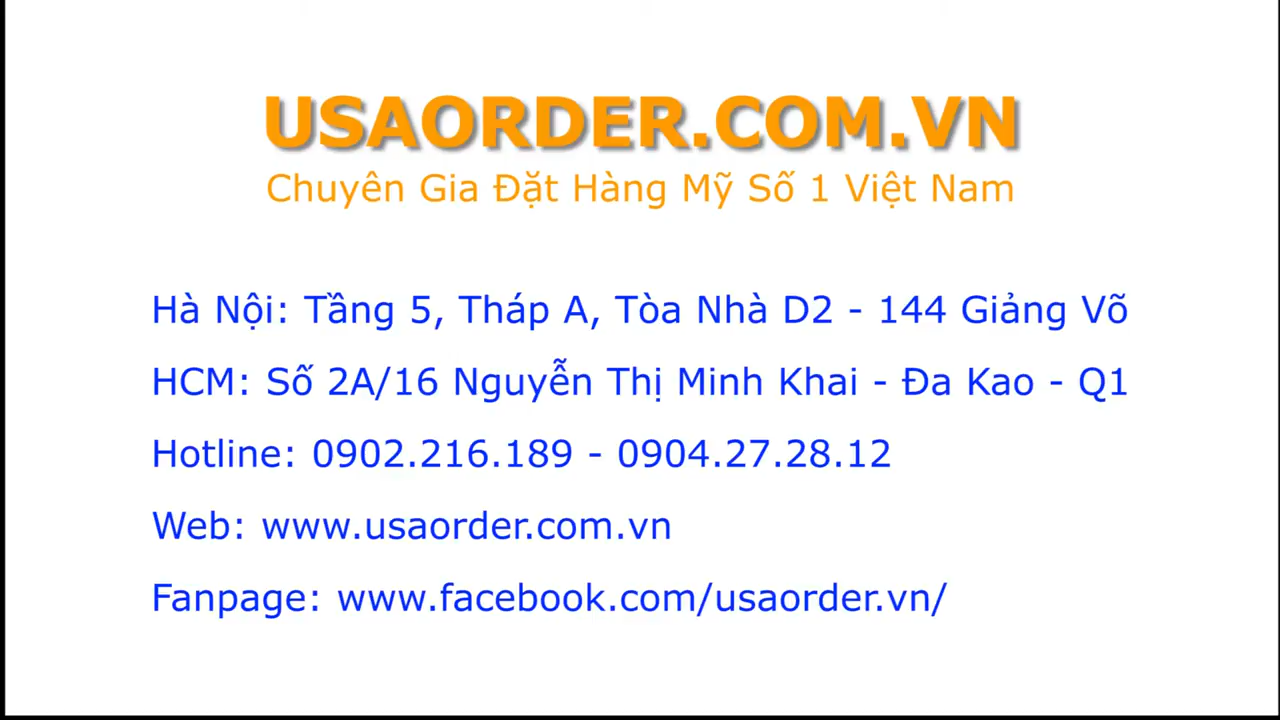 USAORDER.COM.VN
Chuyên Gia Đặt Hàng Mỹ Số 1 Việt Nam
Hà Nội: Tầng 5, Tháp A, Tòa Nhà D2 - 144 Giảng Võ
HCM: Số 2A/16 Nguyễn Thị Minh Khai - Đa Kao - Q1
Hotline: 0902.216.189 - 0904.27.28.12
Web: www.usaorder.com.vn
Fanpage: www.facebook.com/usaorder.vn/